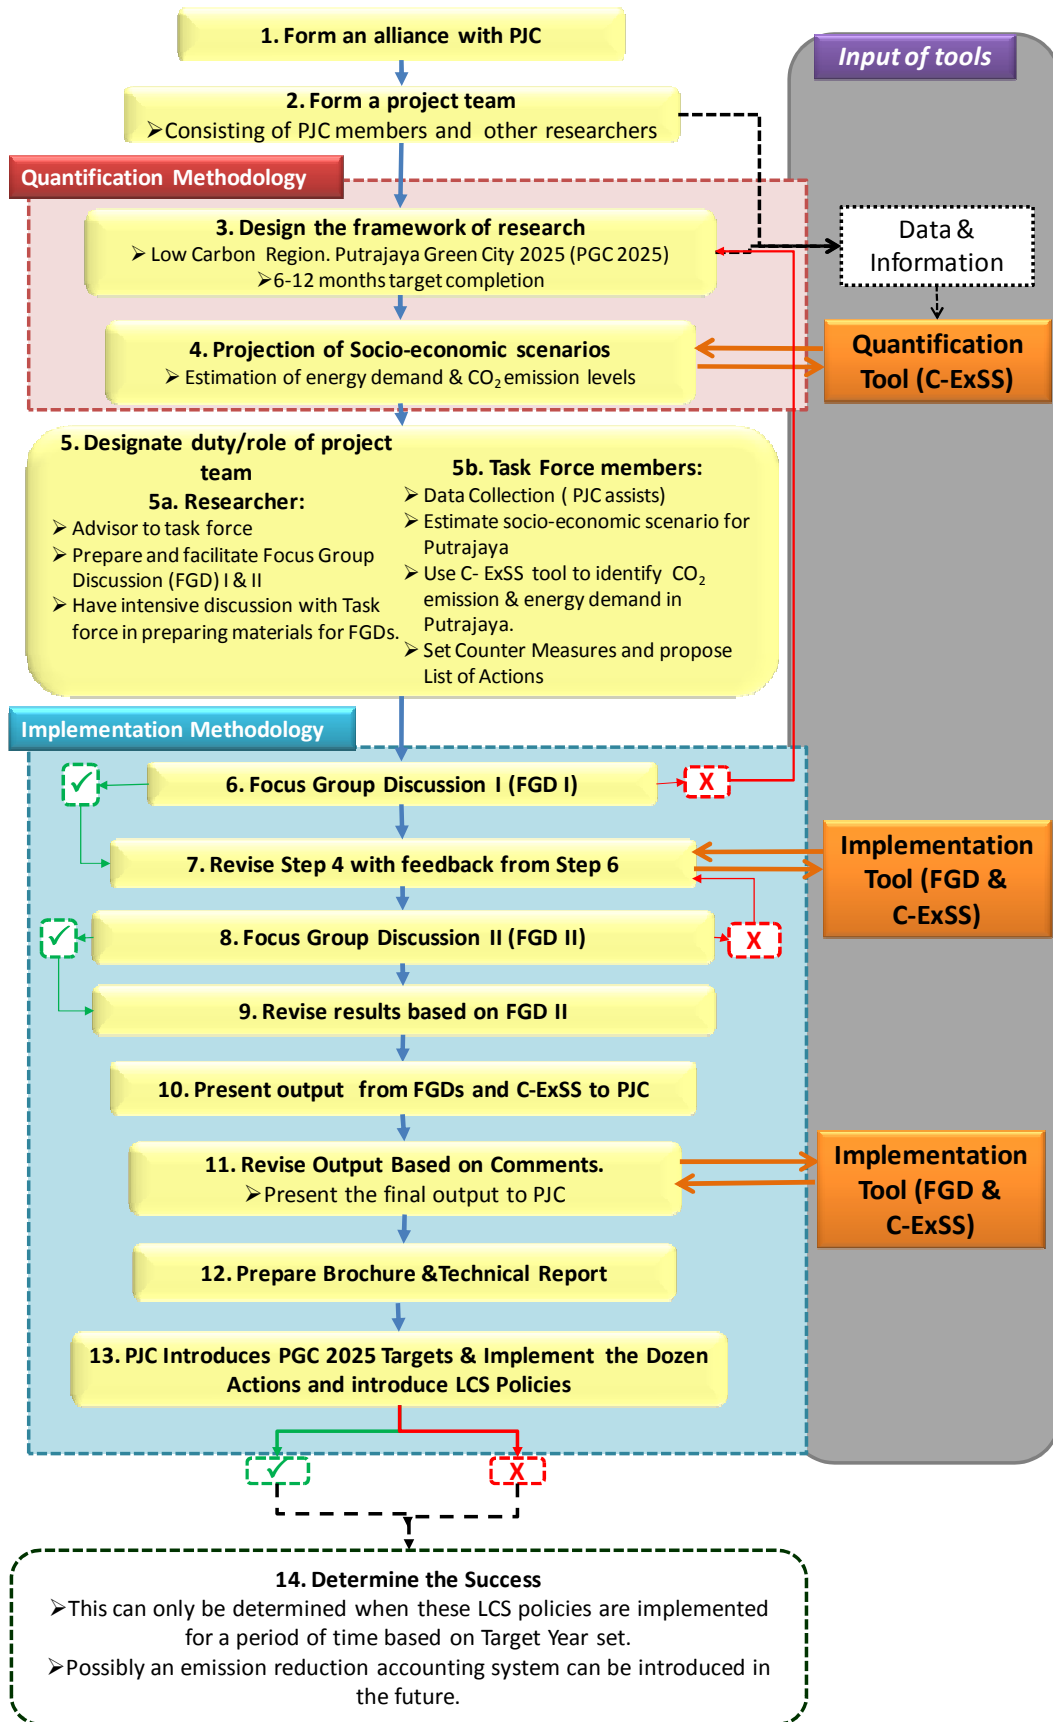 1. Form an alliance with PJC
Input of tools
2. Form a project team
➢Consisting of PJC members and other researchers
Quantification Methodology
3. Design the framework of research
➢ Low Carbon Region. Putrajaya Green City 2025 (PGC 2025)
➢6-12 months target completion
Data &
Information
4. Projection of Socio-economic scenarios
➢ Estimation of energy demand & CO₂ emission levels
Quantification
Tool (C-ExSS)
5. Designate duty/role of project
team
5a. Researcher:
➢ Advisor to task force
➢ Prepare and facilitate Focus Group
Discussion (FGD) I & II
➢ Have intensive discussion with Task
force in preparing materials for FGDs.
5b. Task Force members:
➢ Data Collection ( PJC assists)
➢ Estimate socio-economic scenario for
Putrajaya
➢ Use C- ExSS tool to identify CO₂
emission & energy demand in
Putrajaya.
➢ Set Counter Measures and propose
List of Actions
Implementation Methodology
✓
6. Focus Group Discussion I (FGD I)
X
7. Revise Step 4 with feedback from Step 6
Implementation
Tool (FGD &
C-ExSS)
✓
8. Focus Group Discussion II (FGD II)
X
9. Revise results based on FGD II
10. Present output from FGDs and C-ExSS to PJC
11. Revise Output Based on Comments.
➢Present the final output to PJC
Implementation
Tool (FGD &
C-ExSS)
12. Prepare Brochure &Technical Report
13. PJC Introduces PGC 2025 Targets & Implement the Dozen
Actions and introduce LCS Policies
✓
X
14. Determine the Success
➢This can only be determined when these LCS policies are implemented
for a period of time based on Target Year set.
➢Possibly an emission reduction accounting system can be introduced in
the future.